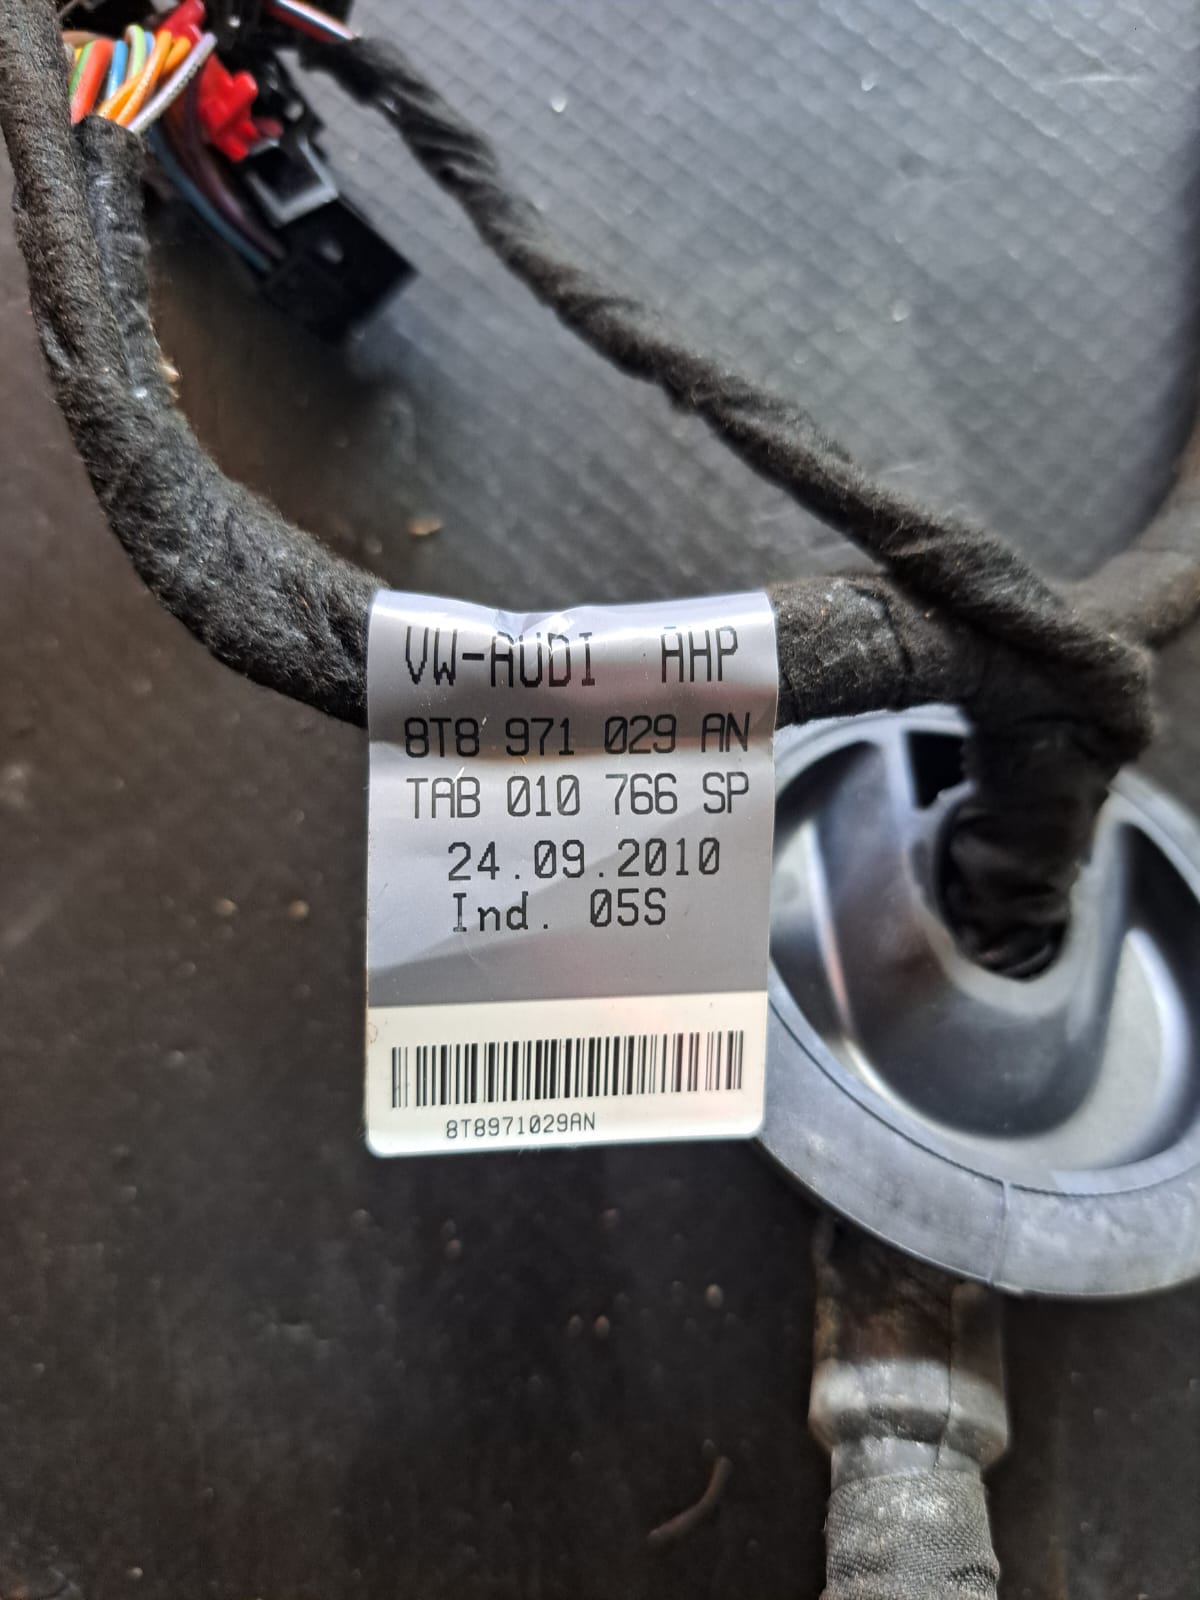 VW-AUDI AHP
8T8 971 029 AN
TAB 010 766 SP
24.09.2010
Ind. 05S
8T8971029AN